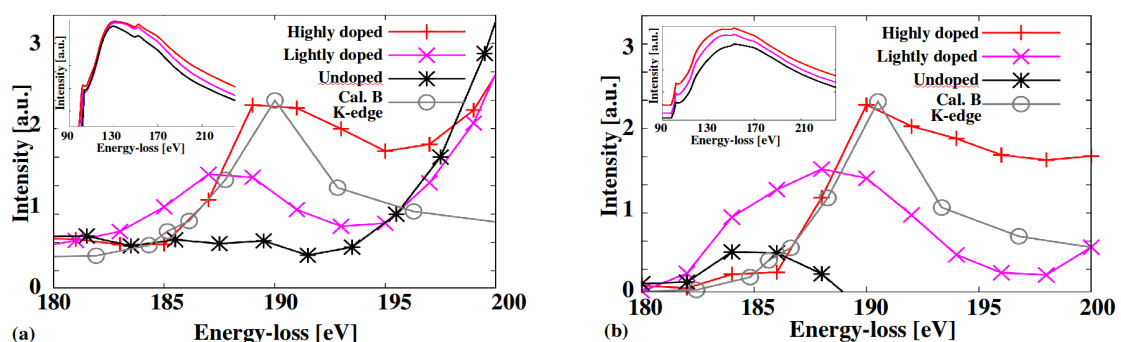 3
2
1
0
Intensity [a.u.]
Intensity [a.u.]
90 130 170 210
Energy-loss [eV]
Highly doped
Lightly doped
Undoped
Cal. B
K-edge
180 185 190 195 200
Energy-loss [eV]
(a)
3
2
1
0
Intensity [a.u.]
Intensity [a.u.]
90 150 170 210
Energy-loss [eV]
Highly doped
Lightly doped
Undoped
Cal. B
K-edge
180 185 190 195 200
Energy-loss [eV]
(b)